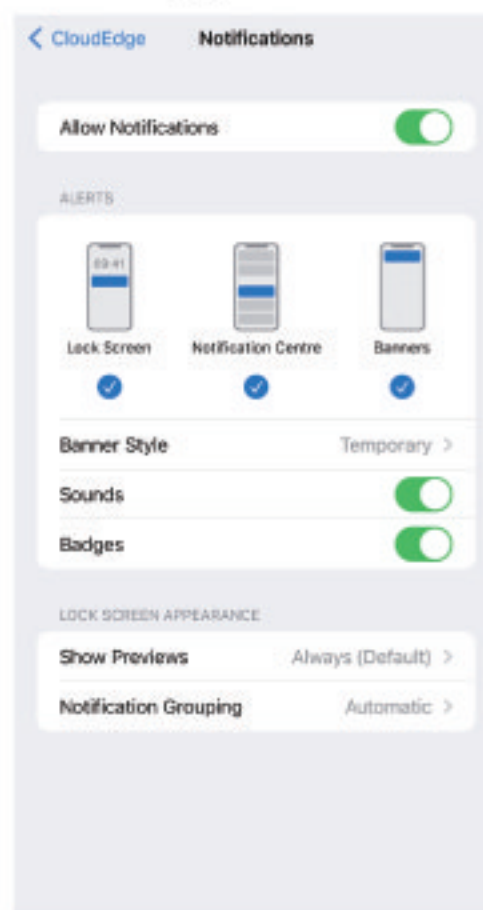 CloudEdge Notifications
Allow Notifications
ALERTS
09:41
Lock Screen Notification Centre Banners
Banner Style Temporary
Sounds
Badges
LOCK SCREEN APPEARANCE
Show Previews Always (Default)
Notification Grouping Automatic